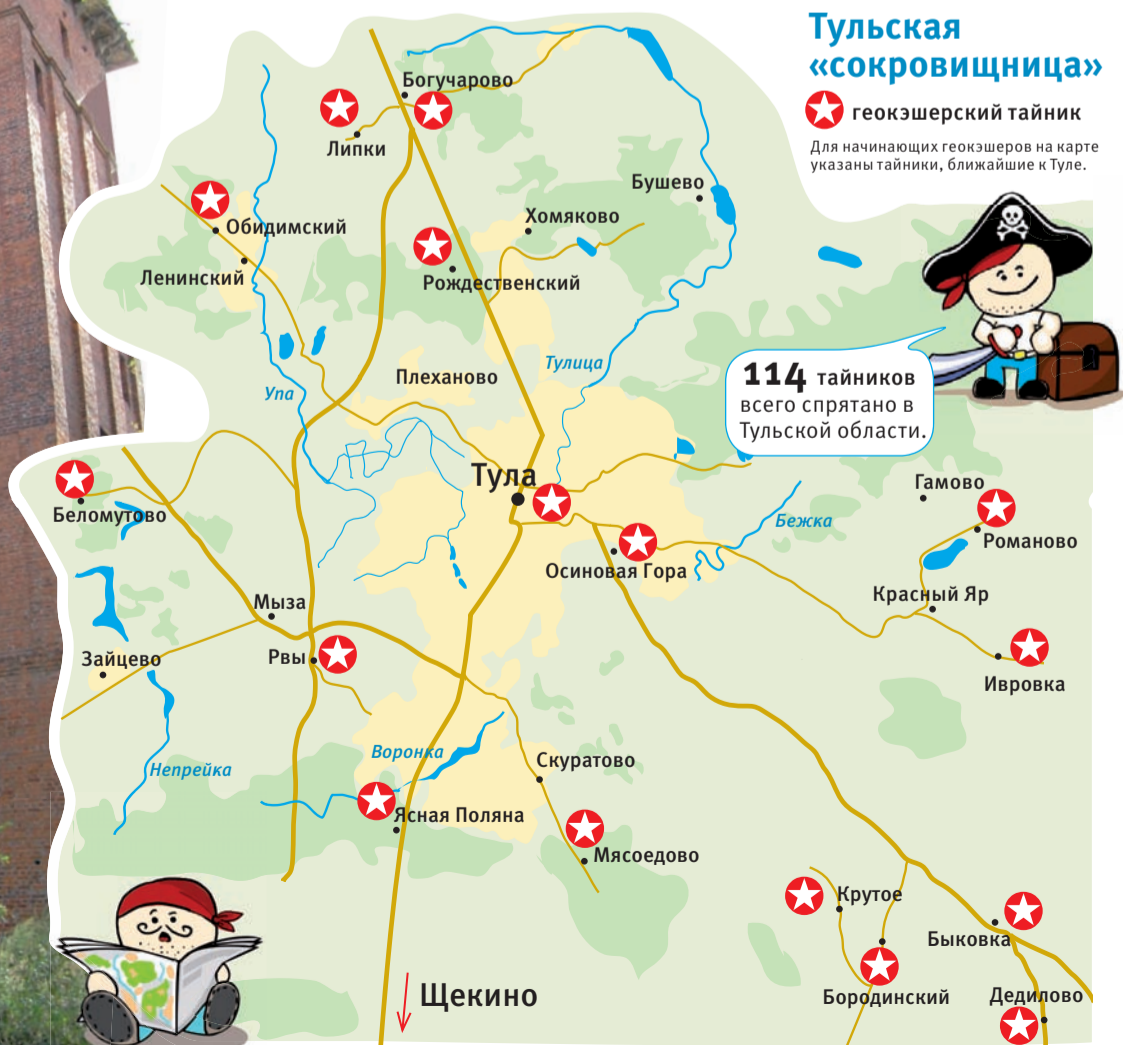 Тульская
«сокровищница»
геокэшерский тайник
Для начинающих геокэшеров на карте
указаны тайники, ближайшие к Туле.
Богучарово
Липки
Бушево
Хомяково
Обидимский
Ленинский
Рождественский
114 тайников
всего спрятано в
Тульской области.
Тулица
Плеханово
Упа
Тула
Гамово
Беломутово
Бежка
Романово
Осиновая Гора
Красный Яр
Мыза
Рвы
Зайцево
Ивровка
Воронка
Скуратово
Непрейка
Ясная Поляна
Мясоедово
Крутое
Быковка
Щекино
Бородинский
Дедилово